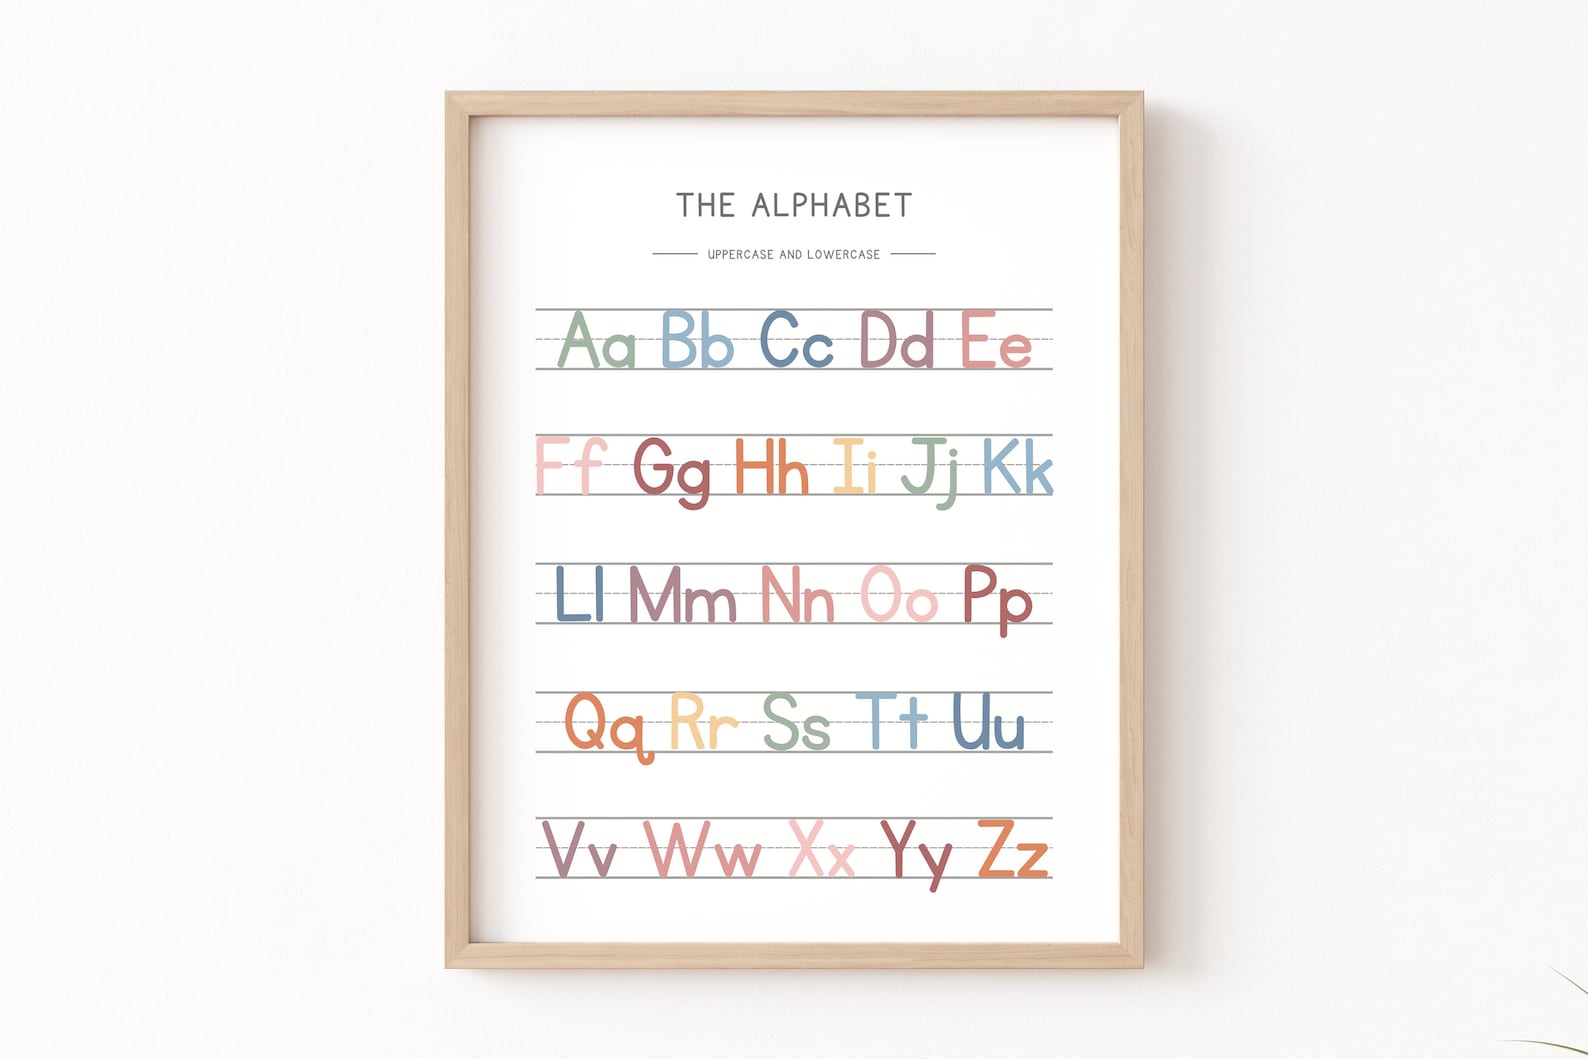 THE ALPHABET
UPPERCASE AND LOWERCASE
Aa Bb Cc Dd Ee
Ff Gg Hh Ii Jj Kk
Ll Mm Nn Oo Pp
Qq Rr Ss Tt Uu
Vv Ww Xx Yy Zz